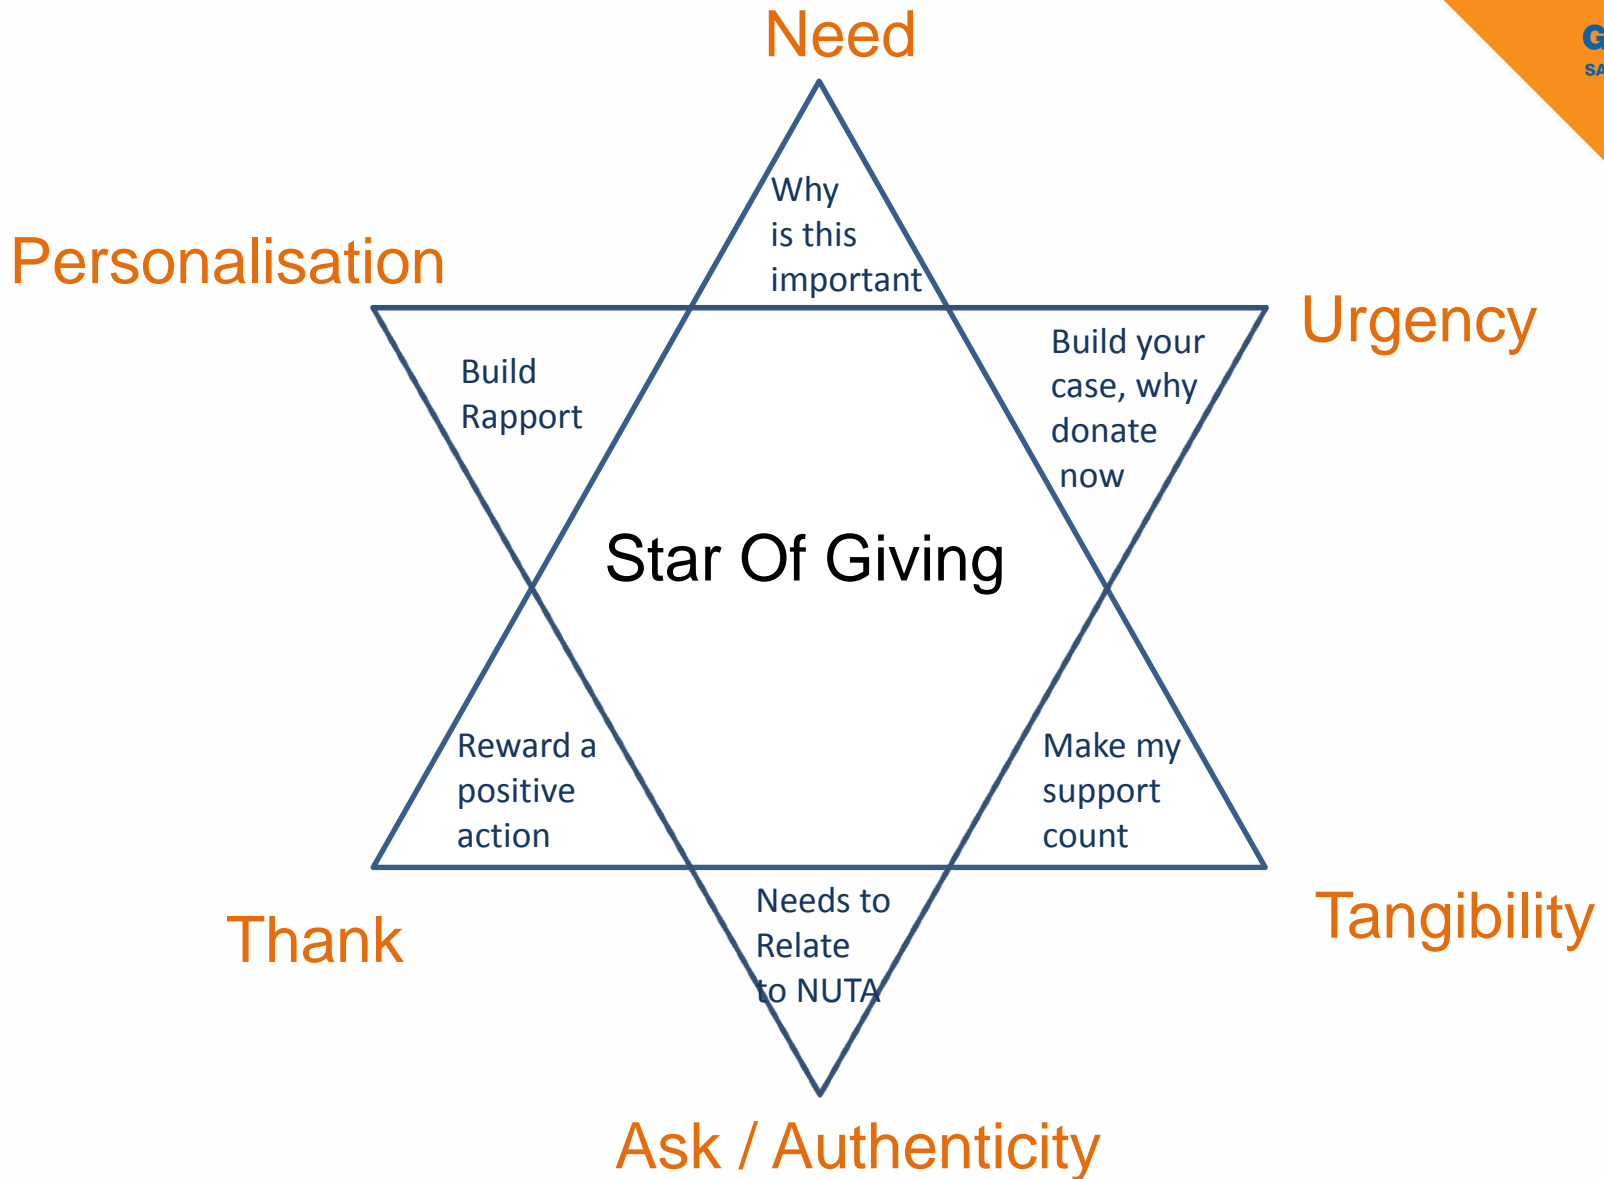 Need
Why
is this
important
Personalisation
Urgency
Build
Rapport
Build your
case, why
donate
now
Star Of Giving
Reward a
positive
action
Make my
support
count
Thank
Needs to
Relate
to NUTA
Tangibility
Ask / Authenticity